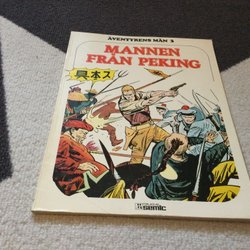 ÄVENTYRENS MÄN 3
MANNEN
FRÅN PEKING
semic